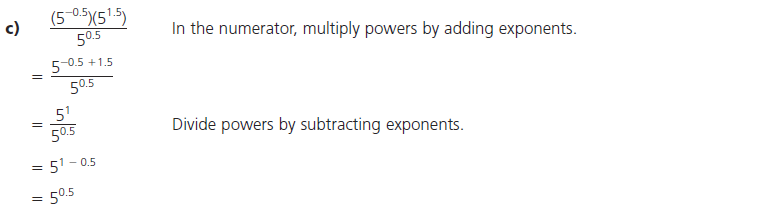 c) (5^−0.5)(5^1.5) / 5^0.5 In the numerator, multiply powers by adding exponents.
= 5^−0.5 + 1.5 / 5^0.5
= 5^1 / 5^0.5 Divide powers by subtracting exponents.
= 5^1 − 0.5
= 5^0.5